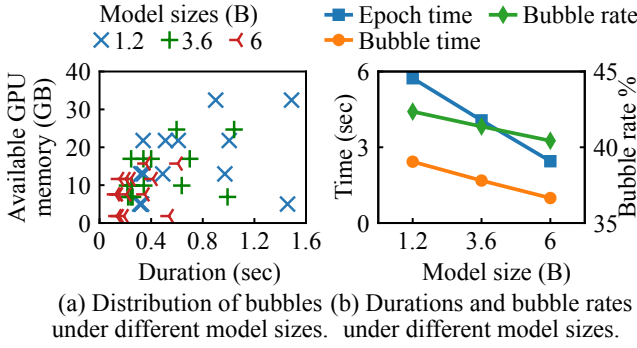 Model sizes (B)
1.2 3.6 6
Available GPU
memory (GB)
40
30
20
10
0
0 0.4 0.8 1.2 1.6
Duration (sec)
(a) Distribution of bubbles
under different model sizes.
Epoch time Bubble rate
Bubble time
Time (sec)
6
3
0
45
40
35
Bubble rate %
1.2 3.6 6
Model size (B)
(b) Durations and bubble rates
under different model sizes.